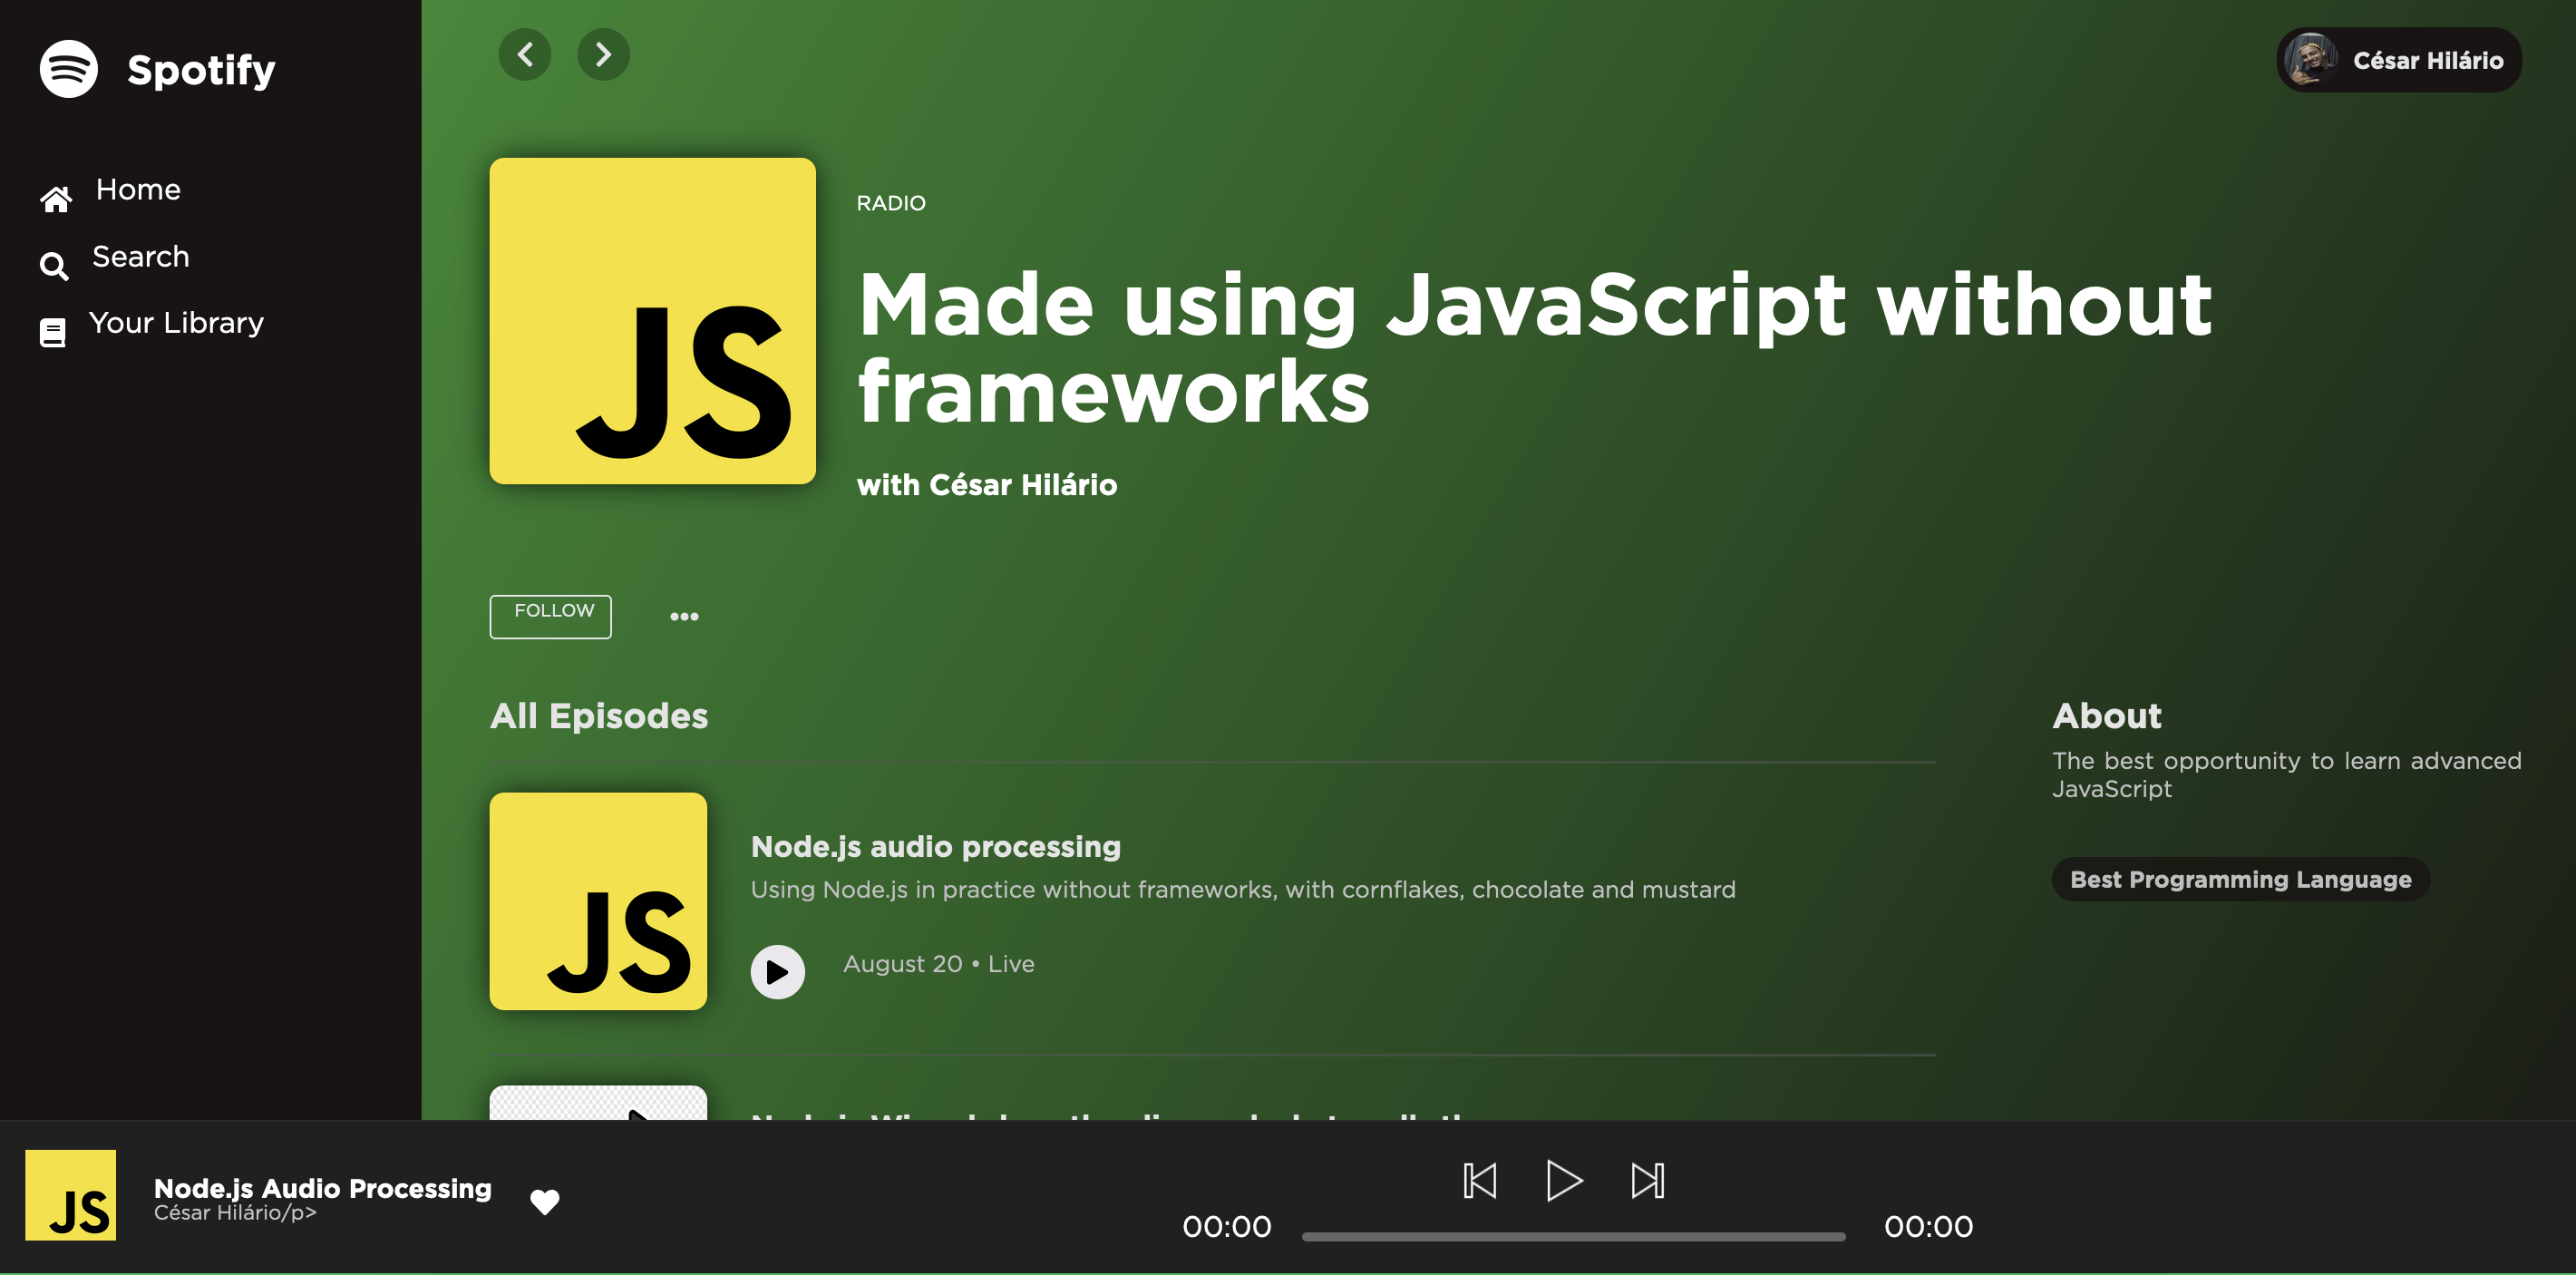 Spotify
Home
Search
Your Library
César Hilário
JS
RADIO
Made using JavaScript without
frameworks
with César Hilário
FOLLOW
All Episodes
JS
Node.js audio processing
Using Node.js in practice without frameworks, with cornflakes, chocolate and mustard
August 20 • Live
About
The best opportunity to learn advanced
JavaScript
Best Programming Language
JS
Node.js Audio Processing
César Hilário/p>
00:00
00:00